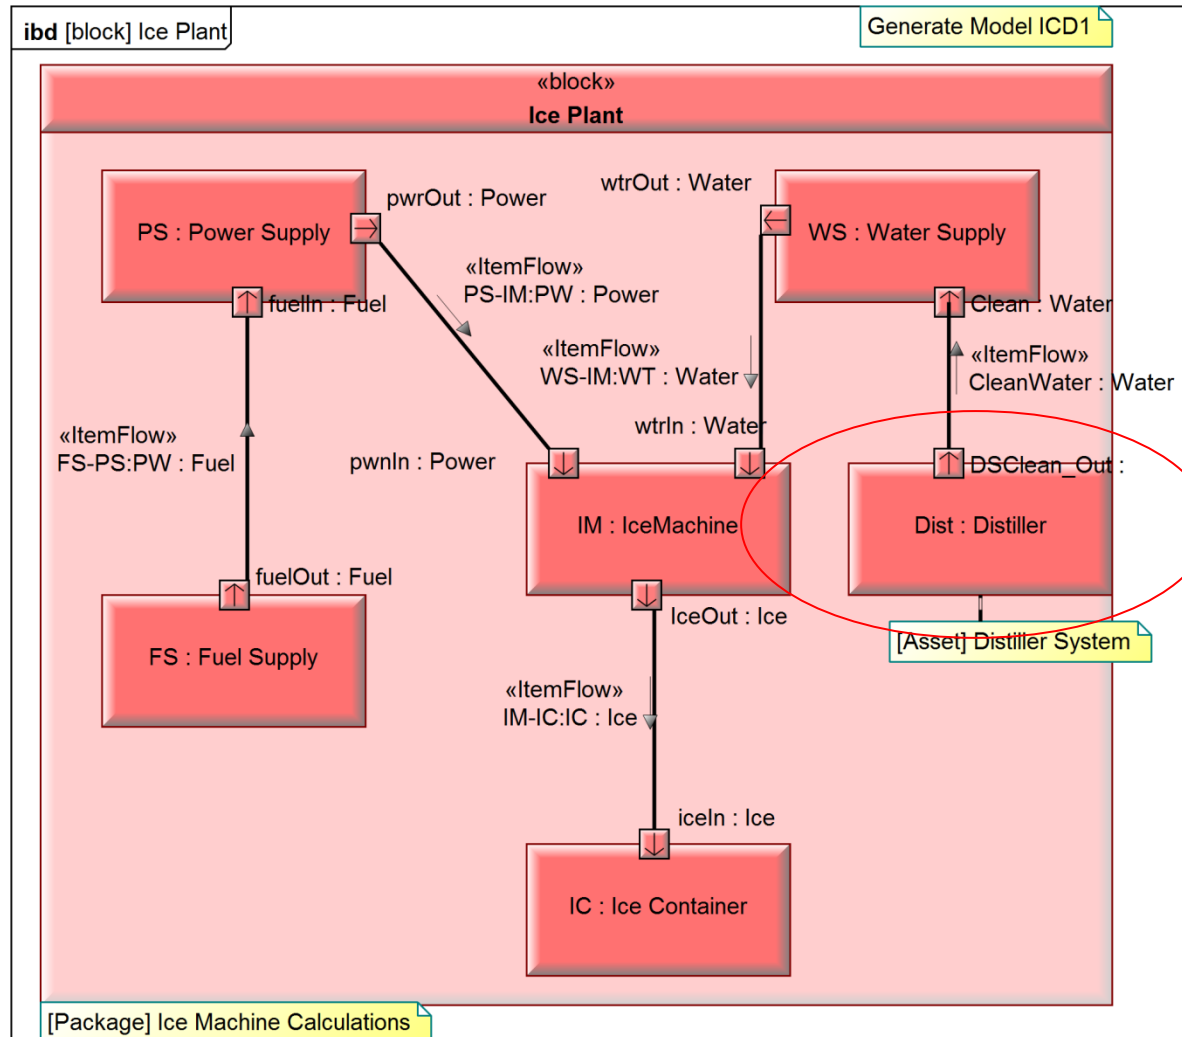 ibd [block] Ice Plant
Generate Model ICD1
«block»
Ice Plant
PS : Power Supply
pwrOut : Power
wtrOut : Water
WS : Water Supply
fuelIn : Fuel
«ItemFlow»
PS-IM:PW : Power
Clean : Water
«ItemFlow»
WS-IM:WT : Water
«ItemFlow»
CleanWater : Water
«ItemFlow»
FS-PS:PW : Fuel
pwnIn : Power
wtrIn : Water
DSClean_Out :
IM : IceMachine
Dist : Distiller
fuelOut : Fuel
FS : Fuel Supply
IceOut : Ice
[Asset] Distiller System
«ItemFlow»
IM-IC:IC : Ice
iceIn : Ice
IC : Ice Container
[Package] Ice Machine Calculations